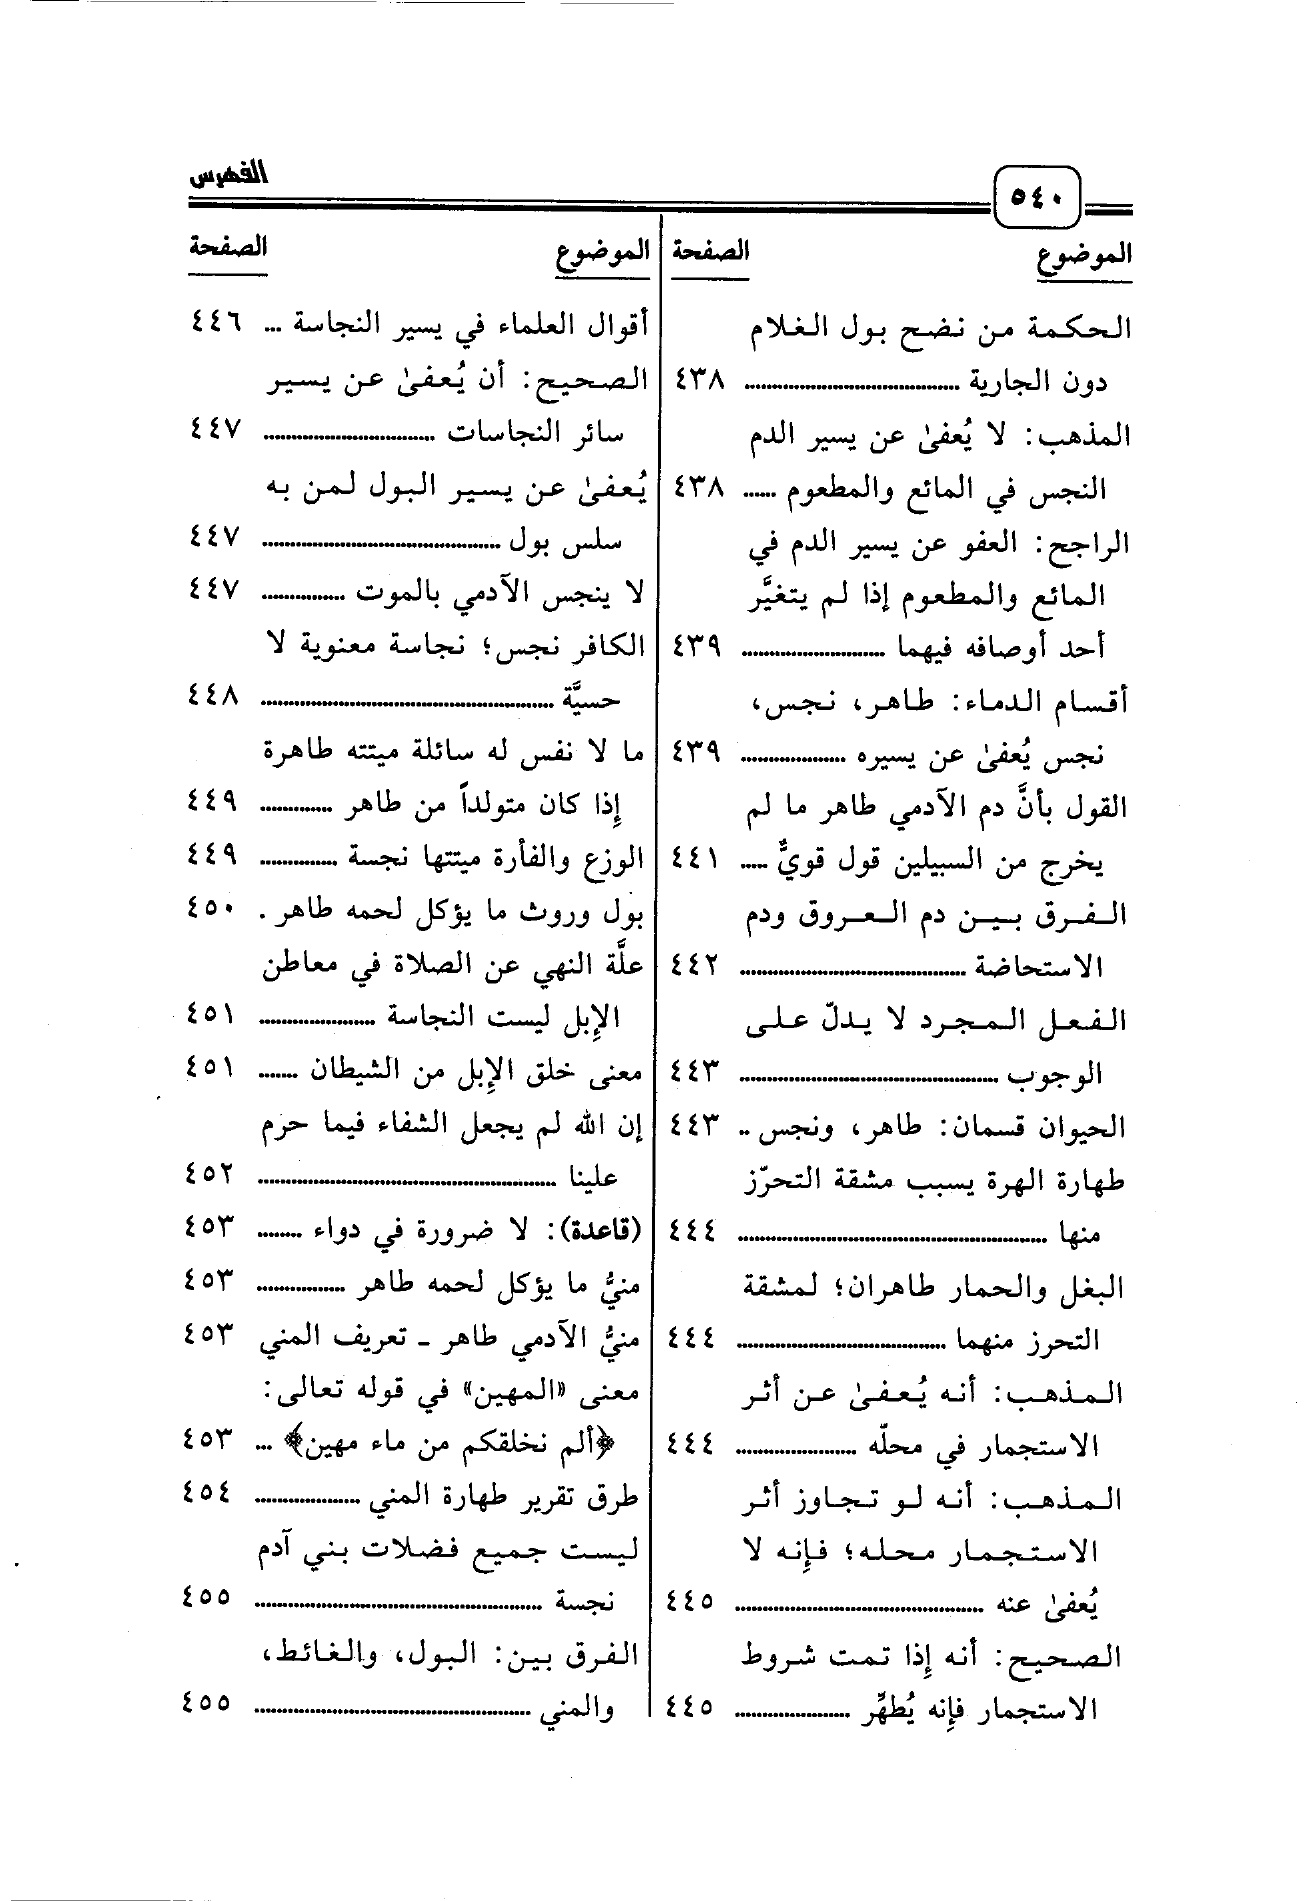 الفهرس
٥٤٠
الموضوع الصفحة
الحكمة من نضح بول الغلام
دون الجارية ........ ٤٣٨
المذهب: لا يُعفىٰ عن يسير الدم
النجس في المائع والمطعوم ...... ٤٣٨
الراجح: العفو عن يسير الدم في
المائع والمطعوم إذا لم يتغيَّر
أحد أوصافه فيهما ........ ٤٣٩
أقسام الدماء: طاهر، نجس،
نجس يُعفىٰ عن يسيره ........ ٤٣٩
القول بأنَّ دم الآدمي طاهر ما لم
يخرج من السبيلين قول قويٌّ ..... ٤٤١
الفرق بين دم العروق ودم
الاستحاضة ........ ٤٤٢
الفعل المجرد لا يدلّ على
الوجوب ........ ٤٤٣
الحيوان قسمان: طاهر، ونجس .. ٤٤٣
طهارة الهرة يسبب مشقة التحرّز
منها ........ ٤٤٤
البغل والحمار طاهران؛ لمشقة
التحرز منهما ........ ٤٤٤
المذهب: أنه يُعفىٰ عن أثر
الاستجمار في محلّه ........ ٤٤٤
المذهب: أنه لو تجاوز أثر
الاستجمار محله؛ فإِنه لا
يُعفىٰ عنه ........ ٤٤٥
الصحيح: أنه إِذا تمت شروط
الاستجمار فإِنه يُطهِّر ........ ٤٤٥
الموضوع الصفحة
أقوال العلماء في يسير النجاسة ... ٤٤٦
الصحيح: أن يُعفىٰ عن يسير
سائر النجاسات ........ ٤٤٧
يُعفىٰ عن يسير البول لمن به
سلس بول ........ ٤٤٧
لا ينجس الآدمي بالموت ........ ٤٤٧
الكافر نجس؛ نجاسة معنوية لا
حسيَّة ........ ٤٤٨
ما لا نفس له سائلة ميتته طاهرة
إِذا كان متولداً من طاهر ........ ٤٤٩
الوزع والفأرة ميتتها نجسة ........ ٤٤٩
بول وروث ما يؤكل لحمه طاهر . ٤٥٠
علَّة النهي عن الصلاة في معاطن
الإِبل ليست النجاسة ........ ٤٥١
معنى خلق الإِبل من الشيطان ....... ٤٥١
إن الله لم يجعل الشفاء فيما حرم
علينا ........ ٤٥٢
(قاعدة): لا ضرورة في دواء ........ ٤٥٣
منيُّ ما يؤكل لحمه طاهر ........ ٤٥٣
منيُّ الآدمي طاهر ـ تعريف المني ٤٥٣
معنى «المهين» في قوله تعالى:
﴿ألم نخلقكم من ماء مهين﴾ ... ٤٥٣
طرق تقرير طهارة المني ........ ٤٥٤
ليست جميع فضلات بني آدم
نجسة ........ ٤٥٥
الفرق بين: البول، والغائط،
والمني ........ ٤٥٥